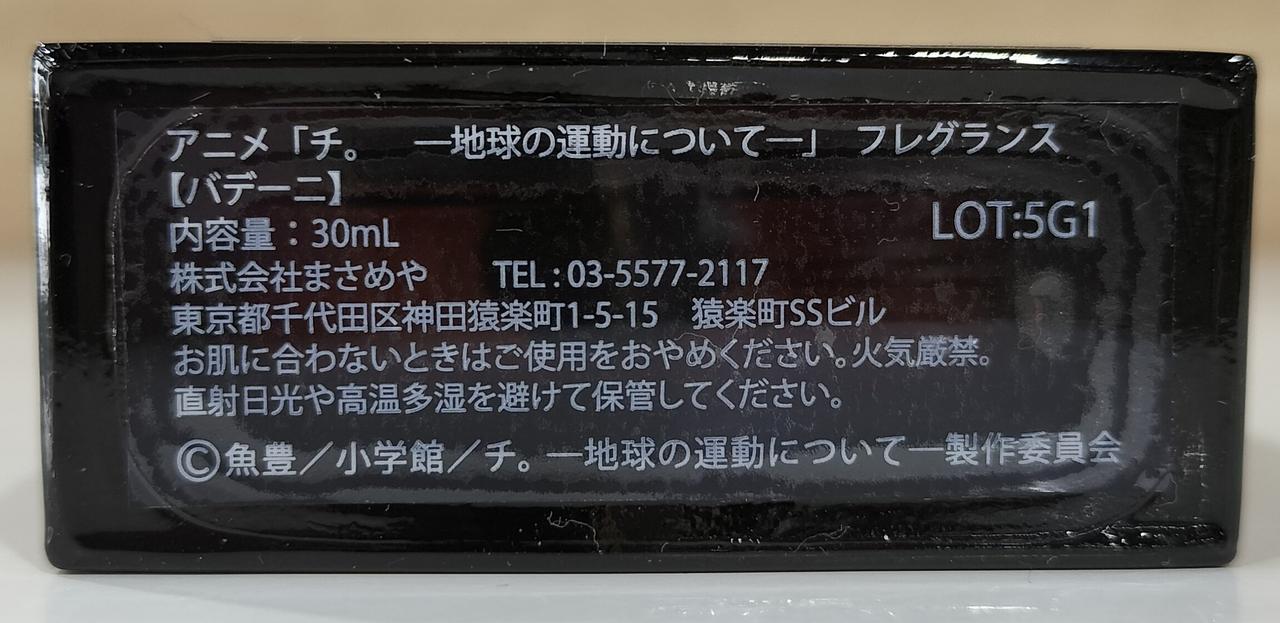 アニメ「チ。　―地球の運動について―」　フレグランス
【バデーニ】
内容量：30mL
LOT:5G1
株式会社まさめや　　TEL：03-5577-2117
東京都千代田区神田猿楽町1-5-15　猿楽町SSビル
お肌に合わないときはご使用をおやめください。火気厳禁。
直射日光や高温多湿を避けて保管してください。
©魚豊／小学館／チ。―地球の運動について―製作委員会